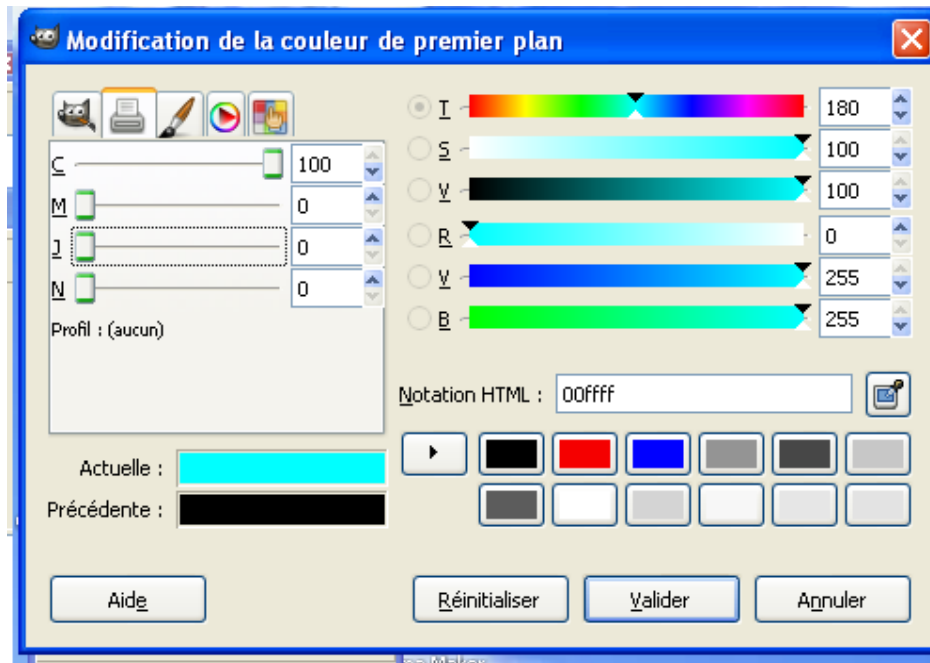 Modification de la couleur de premier plan
C 100
M 0
J 0
N 0
Profil : (aucun)
T 180
S 100
V 100
R 0
V 255
B 255
Notation HTML : 00ffff
Actuelle :
Précédente :
Aide
Réinitialiser
Valider
Annuler